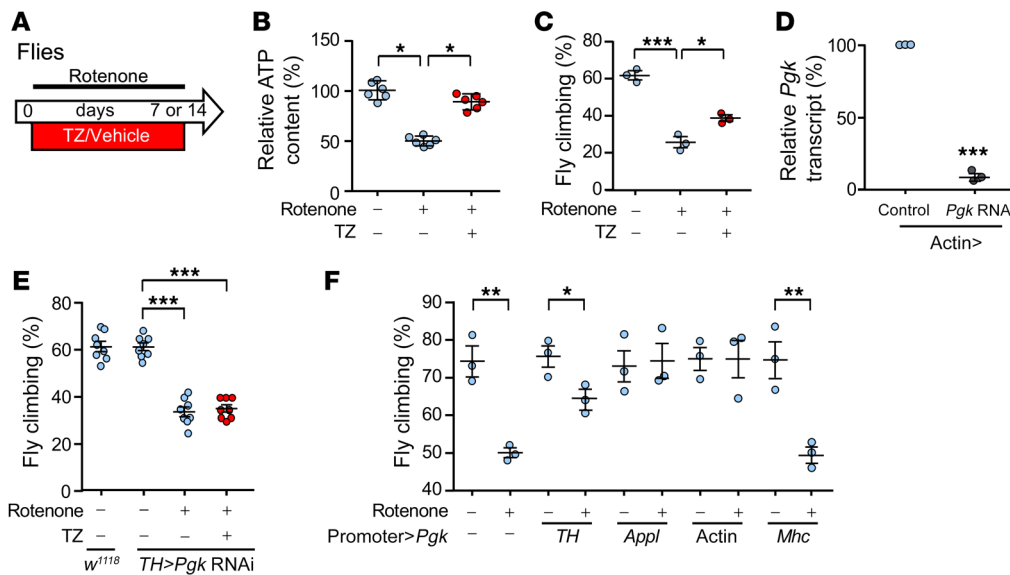 A
Flies
Rotenone
0 days 7 or 14
TZ/Vehicle
B
Relative ATP
content (%)
150
100
50
0
Rotenone − + +
TZ − − +
* *
C
Fly climbing (%)
80
60
40
20
0
Rotenone − + +
TZ − − +
*** *
D
Relative Pgk
transcript (%)
100
50
0
***
Control Pgk RNA
Actin>
E
Fly climbing (%)
80
60
40
20
0
***
***
Rotenone − − + +
TZ − − − +
w1118 TH>Pgk RNAi
F
Fly climbing (%)
90
80
70
60
50
40
** * **
Rotenone − + − + − + − + − +
Promoter>Pgk − − TH Appl Actin Mhc